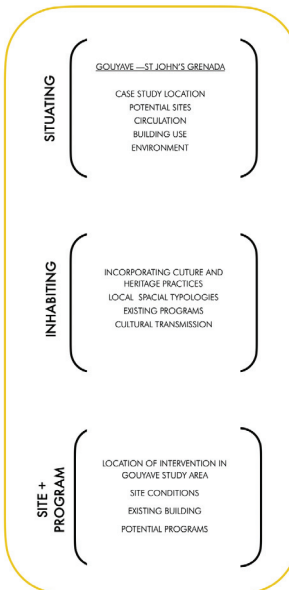 SITUATING
GOUYAVE —ST JOHN'S GRENADA
CASE STUDY LOCATION
POTENTIAL SITES
CIRCULATION
BUILDING USE
ENVIRONMENT
INHABITING
INCORPORATING CUTURE AND
HERITAGE PRACTICES
LOCAL SPACIAL TYPOLOGIES
EXISTING PROGRAMS
CULTURAL TRANSMISSION
SITE +
PROGRAM
LOCATION OF INTERVENTION IN
GOUYAVE STUDY AREA
SITE CONDITIONS
EXISTING BUILDING
POTENTIAL PROGRAMS